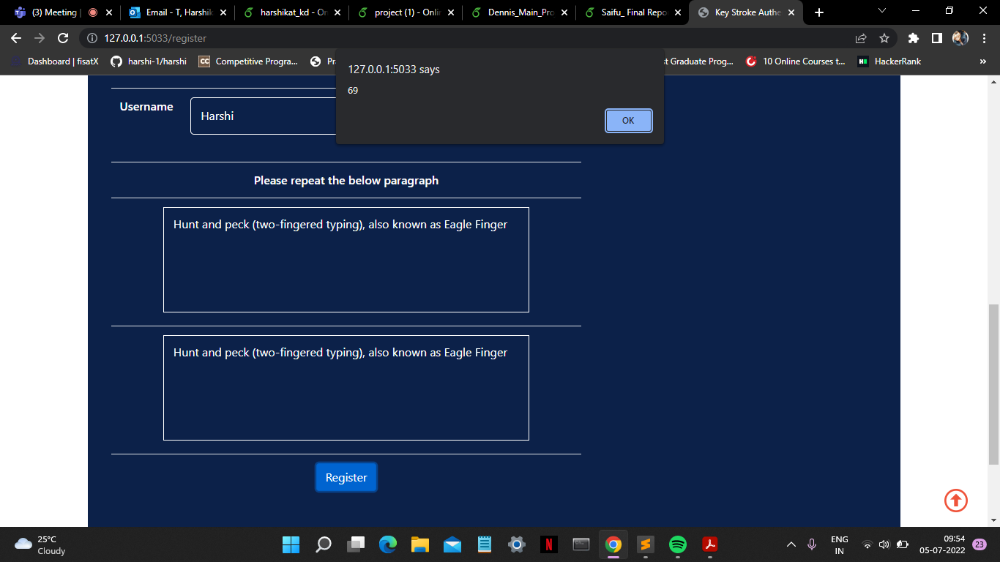 (3) Meeting |
Email - T, Harshik
harshikat_kd - Or
project (1) - Onlin
Dennis_Main_Pro
Saifu_ Final Repo
Key Stroke Authe
127.0.0.1:5033/register
Dashboard | fisatX
harshi-1/harshi
CC
Competitive Progra...
Pr
st Graduate Prog...
10 Online Courses t...
HackerRank
»
127.0.0.1:5033 says
69
OK
Username
Harshi
Please repeat the below paragraph
Hunt and peck (two-fingered typing), also known as Eagle Finger
Hunt and peck (two-fingered typing), also known as Eagle Finger
Register
25°C
Cloudy
ENG
IN
09:54
05-07-2022
23